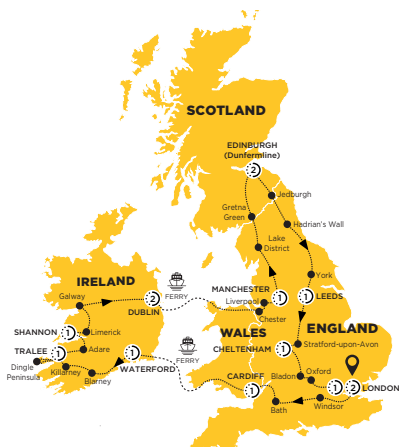 SCOTLAND
EDINBURGH
(Dunfermline)
2
Jedburgh
Gretna
Green
Hadrian's Wall
Lake
District
York
IRELAND
Galway
2
FERRY
DUBLIN
MANCHESTER
Liverpool
1
1
LEEDS
Chester
SHANNON
1
Limerick
WALES
ENGLAND
Stratford-upon-Avon
TRALEE
1
Adare
1
FERRY
CHELTENHAM
1
Dingle
Peninsula
Killarney
WATERFORD
Blarney
CARDIFF
1
Bladon
Oxford
1
2
LONDON
Bath
Windsor